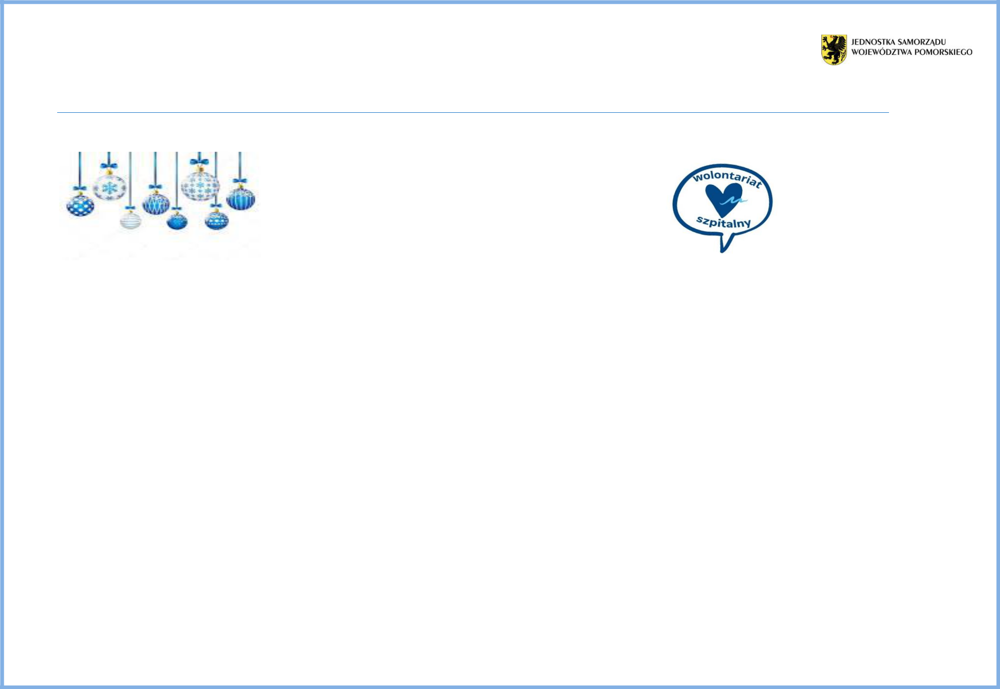 JEDNOSTKA SAMORZĄDU
WOJEWÓDZTWA POMORSKIEGO
wolontariat
szpitalny